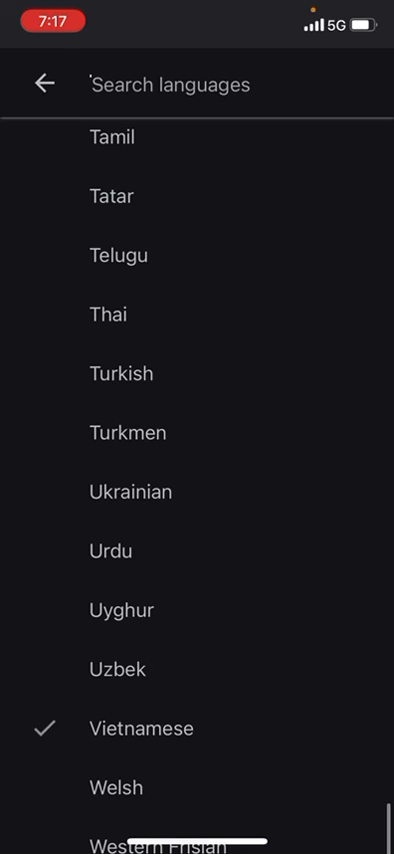 7:17
5G
Search languages
Tamil
Tatar
Telugu
Thai
Turkish
Turkmen
Ukrainian
Urdu
Uyghur
Uzbek
Vietnamese
Welsh
Western Frisian